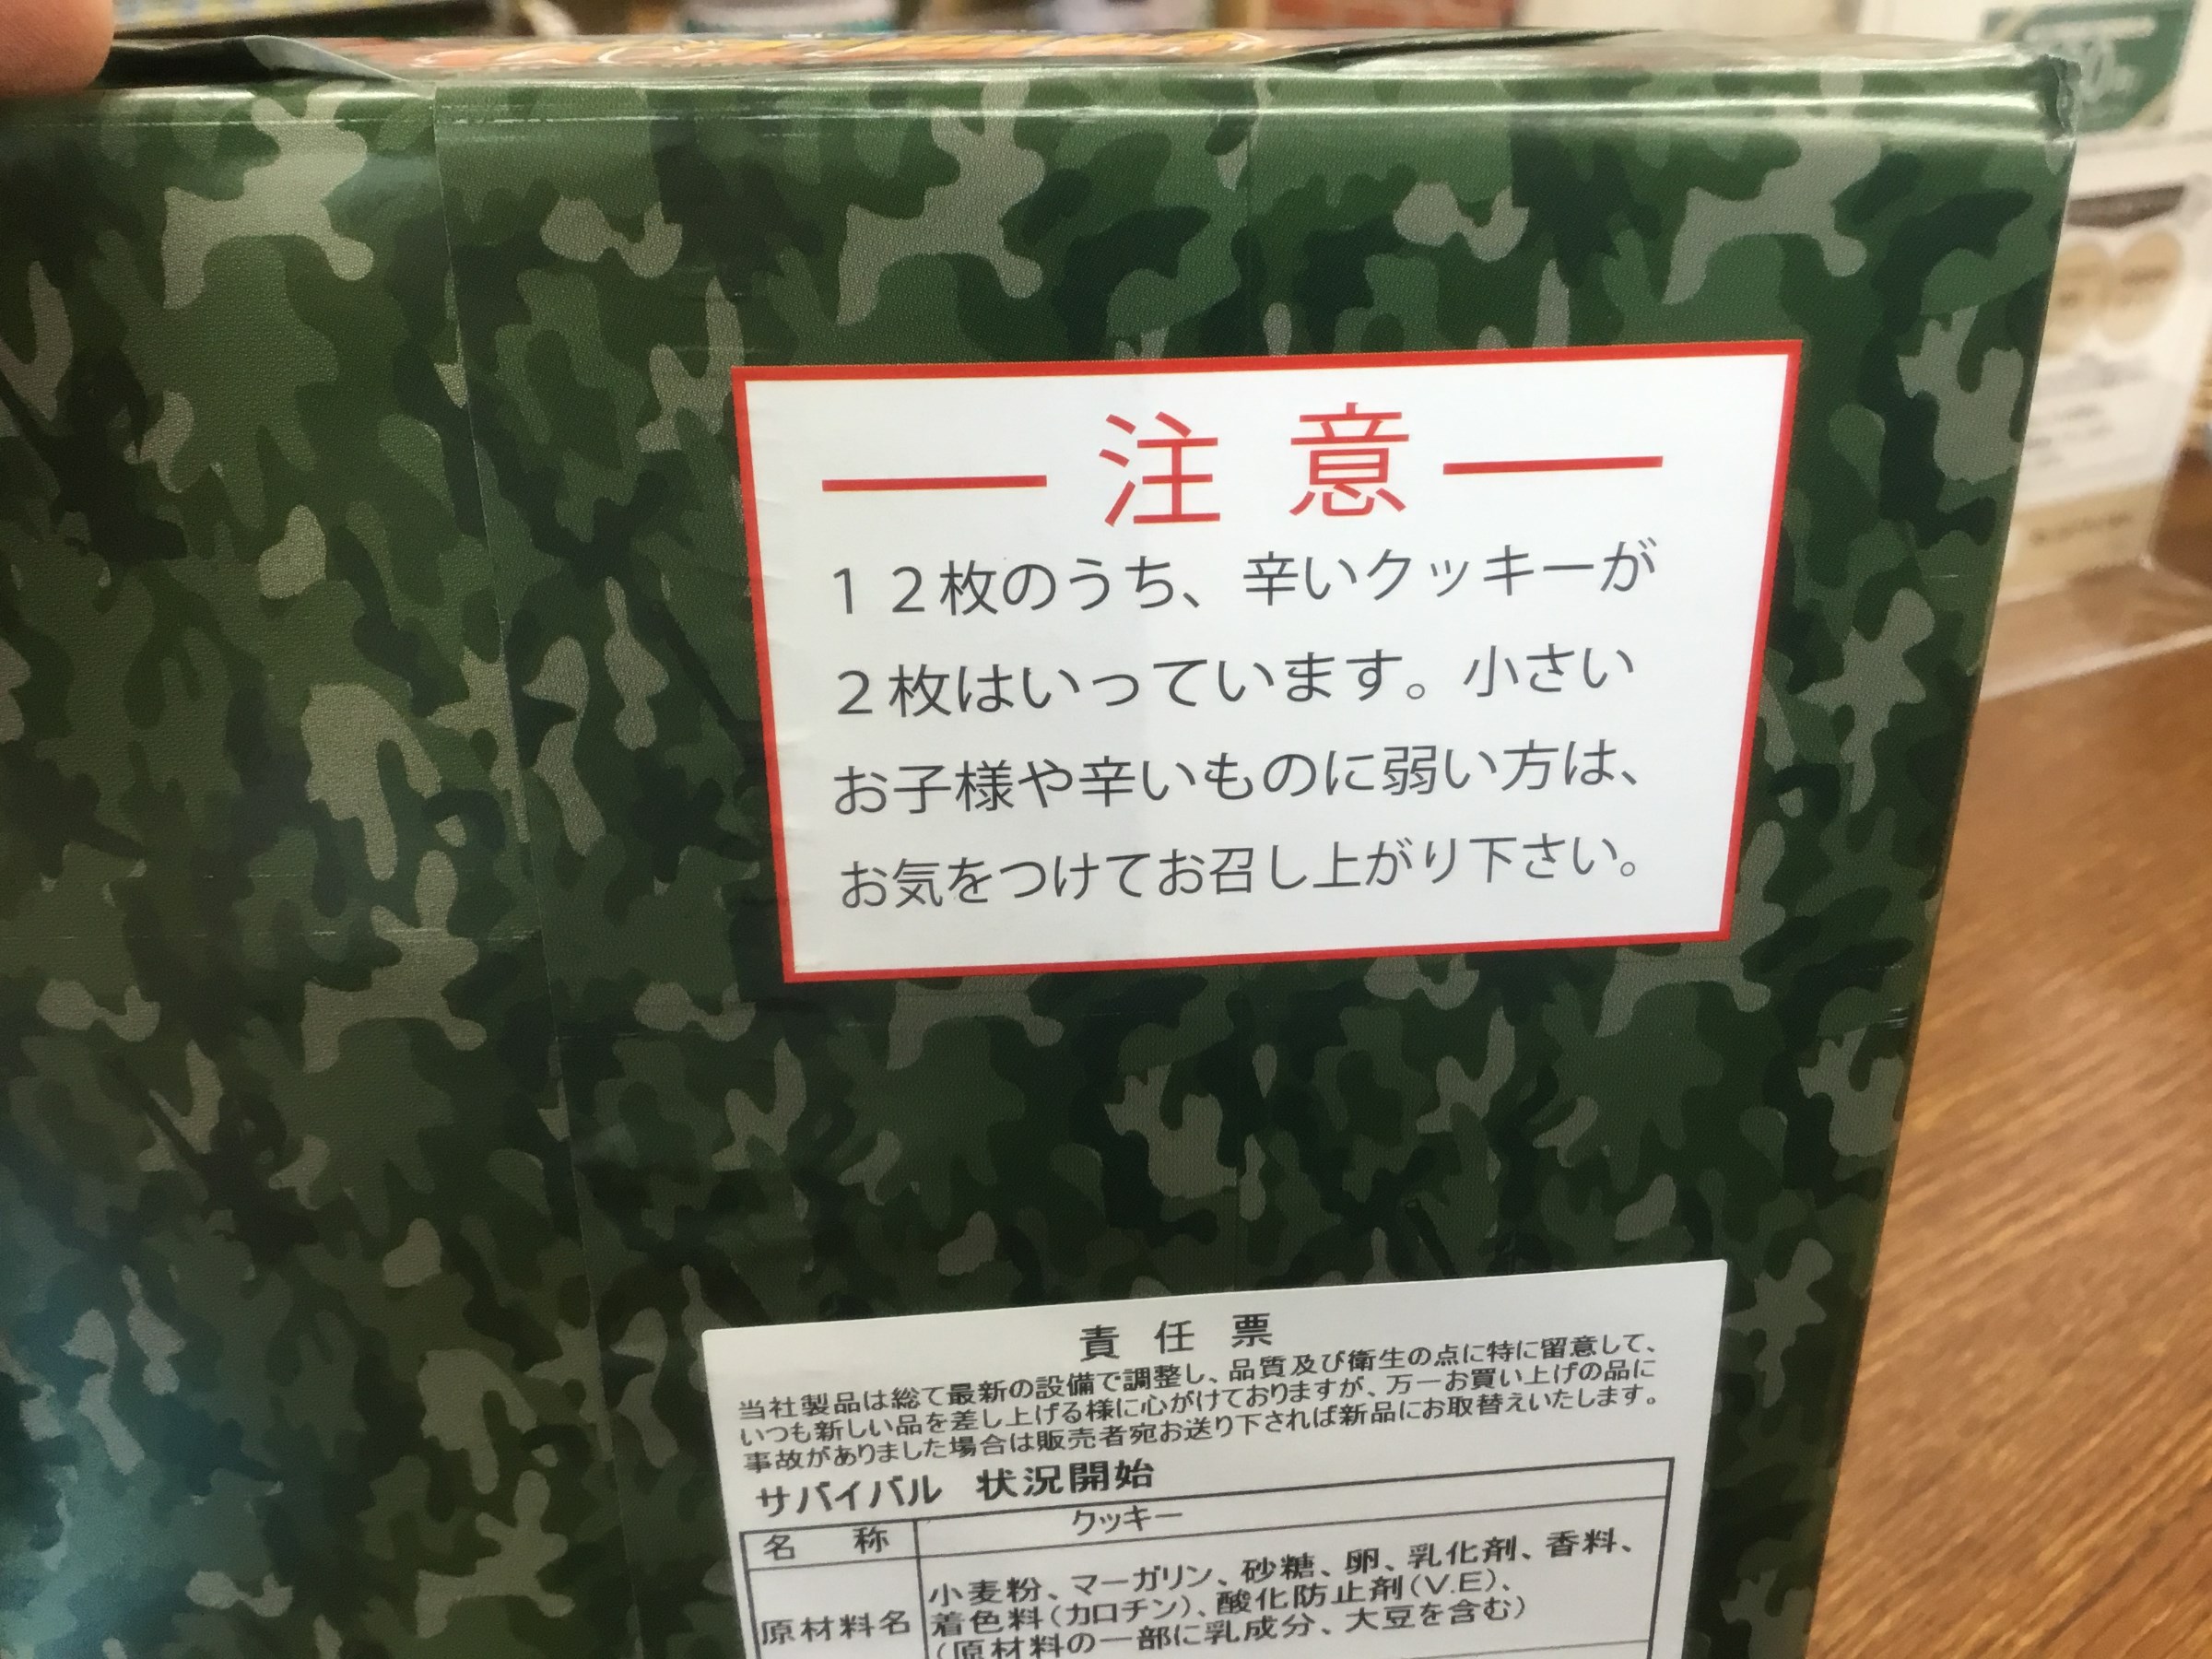 注意
１２枚のうち、辛いクッキーが
２枚はいっています。小さい
お子様や辛いものに弱い方は、
お気をつけてお召し上がり下さい。
責任票
当社製品は総て最新の設備で調整し、品質及び衛生の点に特に留意して、
いつも新しい品を差し上げる様に心がけておりますが、万一お買い上げの品に
事故がありました場合は販売者宛お送り下されば新品にお取替えいたします。
サバイバル 状況開始
名称 クッキー
原材料名 小麦粉、マーガリン、砂糖、卵、乳化剤、香料、
着色料(カロチン)、酸化防止剤(V.E)、
(原材料の一部に乳成分、大豆を含む)